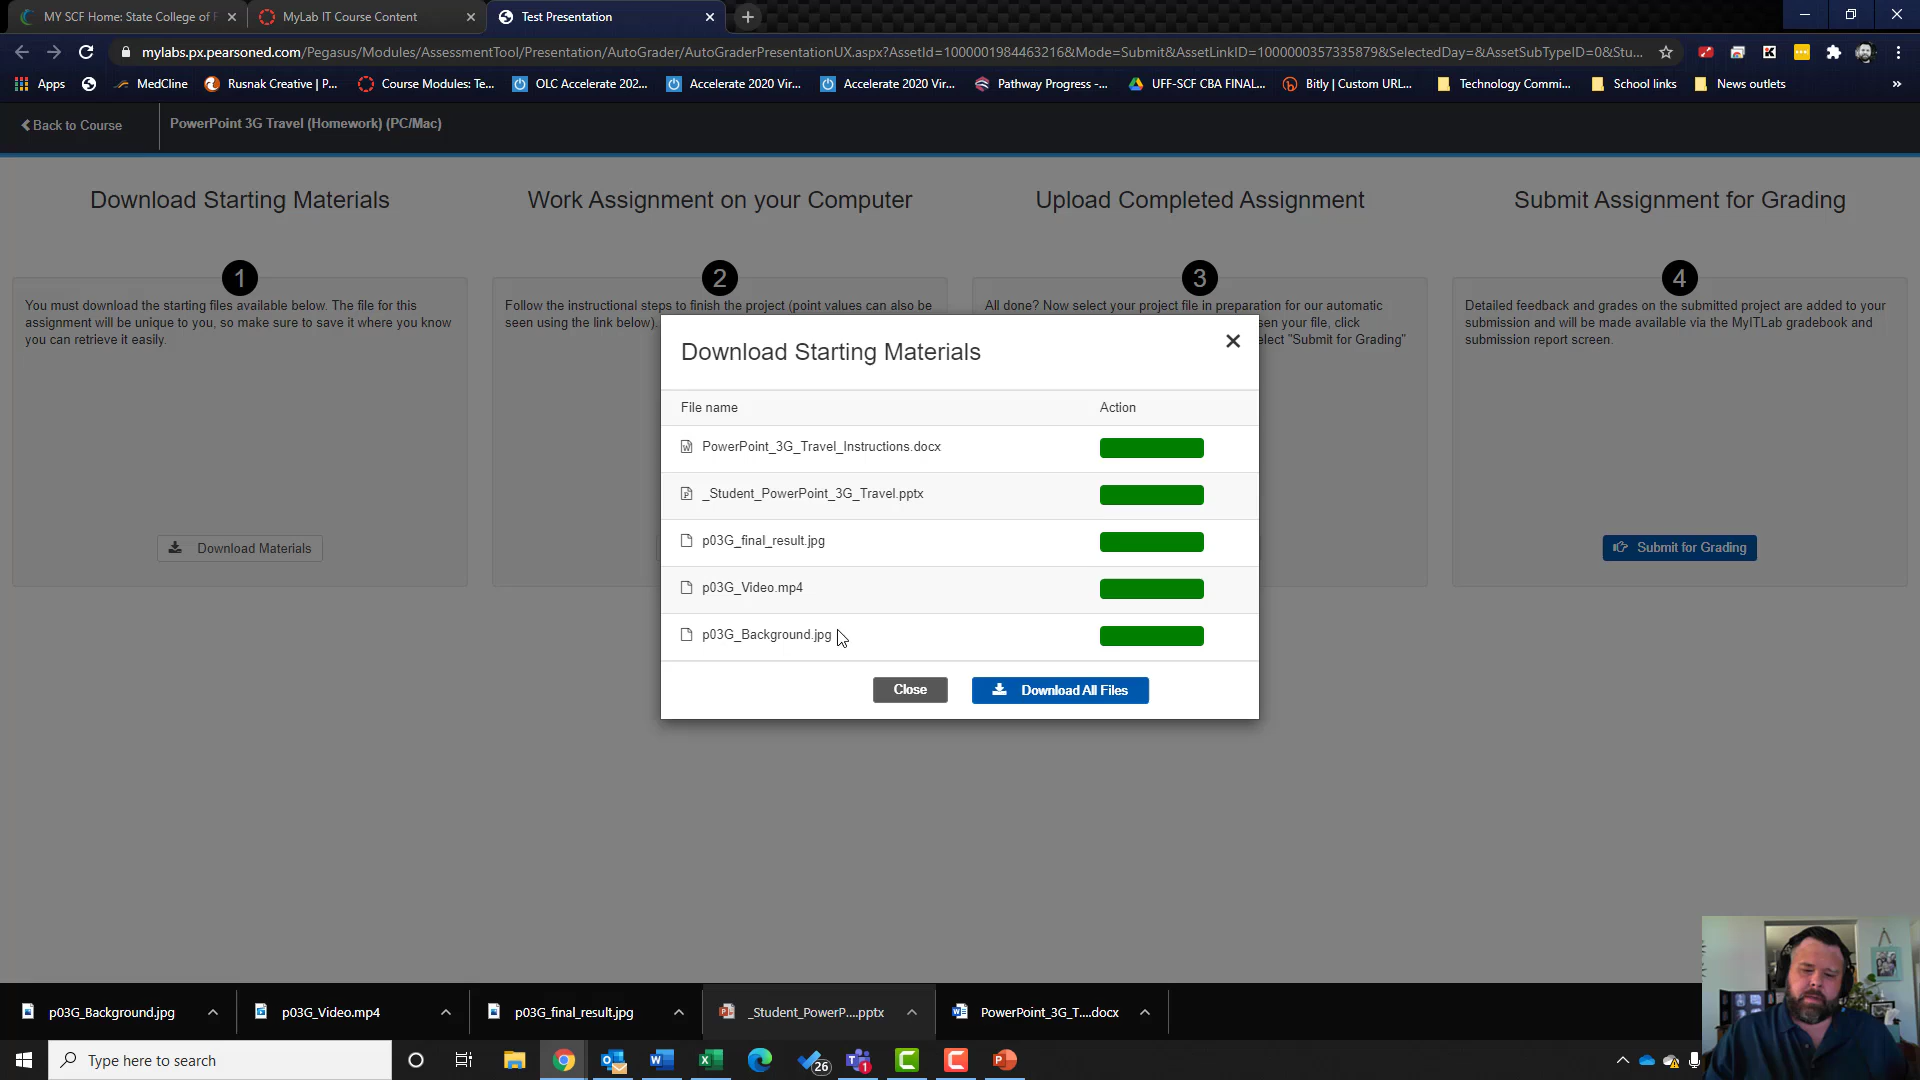 MY SCF Home: State College of F
MyLab IT Course Content
Test Presentation
mylabs.px.pearsoned.com/Pegasus/Modules/AssessmentTool/Presentation/AutoGrader/AutoGraderPresentationUX.aspx?AssetId=1000001984463216&Mode=Submit&AssetLinkID=1000003573358​79&SelectedDay=&AssetSubTypeID=0&Stu...
Apps
MedCline
Rusnak Creative | P...
Course Modules: Te...
OLC Accelerate 202...
Accelerate 2020 Vir...
Accelerate 2020 Vir...
Pathway Progress -...
UFF-SCF CBA FINAL...
Bitly | Custom URL...
Technology Commi...
School links
News outlets
»
Back to Course
PowerPoint 3G Travel (Homework) (PC/Mac)
Download Starting Materials
Work Assignment on your Computer
Upload Completed Assignment
Submit Assignment for Grading
1
2
3
4
You must download the starting files available below. The file for this
assignment will be unique to you, so make sure to save it where you know
you can retrieve it easily.
Download Materials
Follow the instructional steps to finish the project (point values can also be
seen using the link below).
All done? Now select your project file in preparation for our automatic
sen your file, click
elect "Submit for Grading"
Detailed feedback and grades on the submitted project are added to your
submission and will be made available via the MyITLab gradebook and
submission report screen.
Submit for Grading
Download Starting Materials
File name
Action
PowerPoint_3G_Travel_Instructions.docx
_Student_PowerPoint_3G_Travel.pptx
p03G_final_result.jpg
p03G_Video.mp4
p03G_Background.jpg
Close
Download All Files
p03G_Background.jpg
p03G_Video.mp4
p03G_final_result.jpg
_Student_PowerP....pptx
PowerPoint_3G_T....docx
Type here to search
26
1